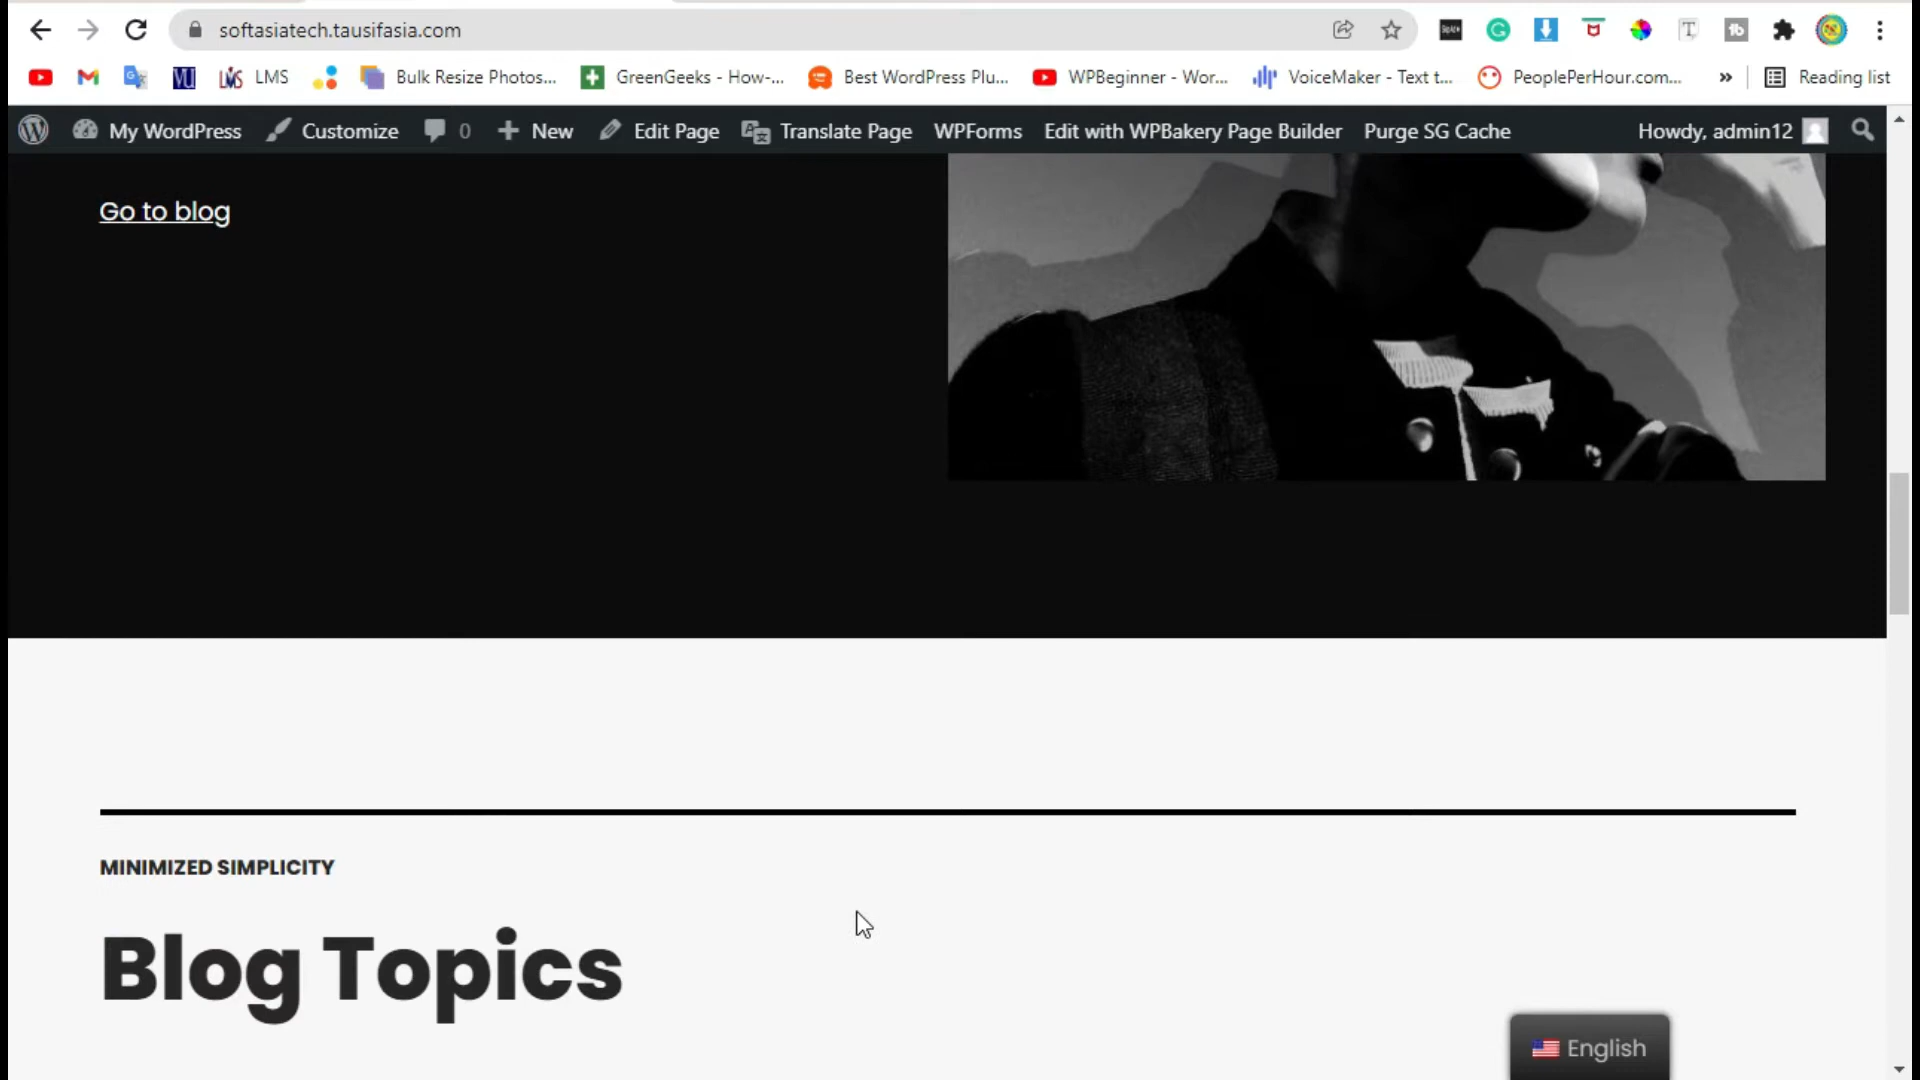 softasiatech.tausifasia.com
LMS Bulk Resize Photos... GreenGeeks - How-... Best WordPress Plu... WPBeginner - Wor... VoiceMaker - Text t... PeoplePerHour.com... » Reading list
My WordPress Customize 0 New Edit Page Translate Page WPForms Edit with WPBakery Page Builder Purge SG Cache Howdy, admin12
Go to blog
MINIMIZED SIMPLICITY
Blog Topics
English